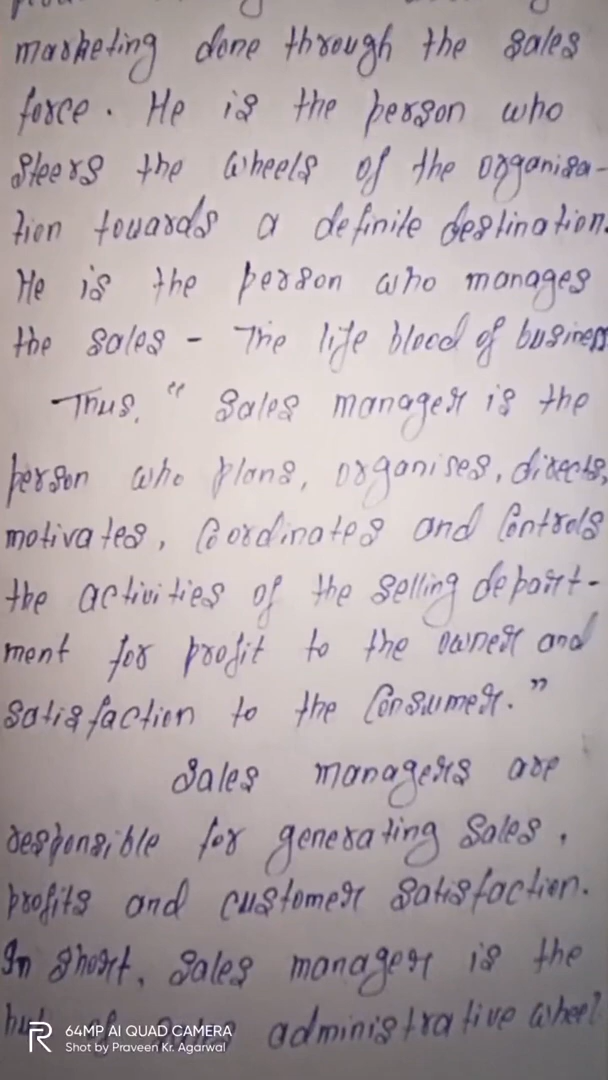 marketing done through the sales
force. He is the person who
steers the wheels of the organisa-
tion towards a definite destination.
He is the person who manages
the sales - The life blood of business
Thus, " Sales manager is the
person who plans, organises, directs,
motivates, Coordinates and Controls
the activities of the selling depart-
ment for profit to the owner and
satisfaction to the Consumer."
Sales managers are
responsible for generating sales,
profits and customer satisfaction.
In short, sales manager is the
administrative wheel.
64MP AI QUAD CAMERA
Shot by Praveen Kr. Agarwal